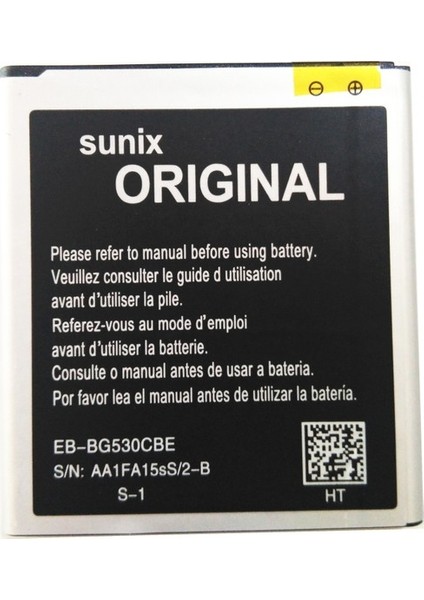 ⊖ ⊕
sunix
ORIGINAL
Please refer to manual before using battery.
Veuillez consulter le guide d utilisation
avant d'utiliser la pile.
Referez-vous au mode d'emploi
avant d'utiliser la batterie.
Consulte o manual antes de usar a bateria.
Por favor lea el manual antes de utilizar la batería.
EB-BG530CBE
S/N: AA1FA15sS/2-B
S-1
HT